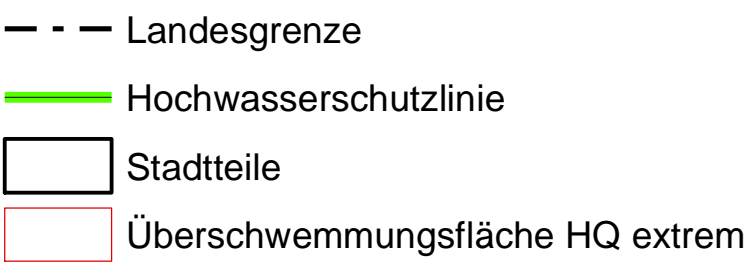 Landesgrenze
Hochwasserschutzlinie
Stadtteile
Überschwemmungsfläche HQ extrem